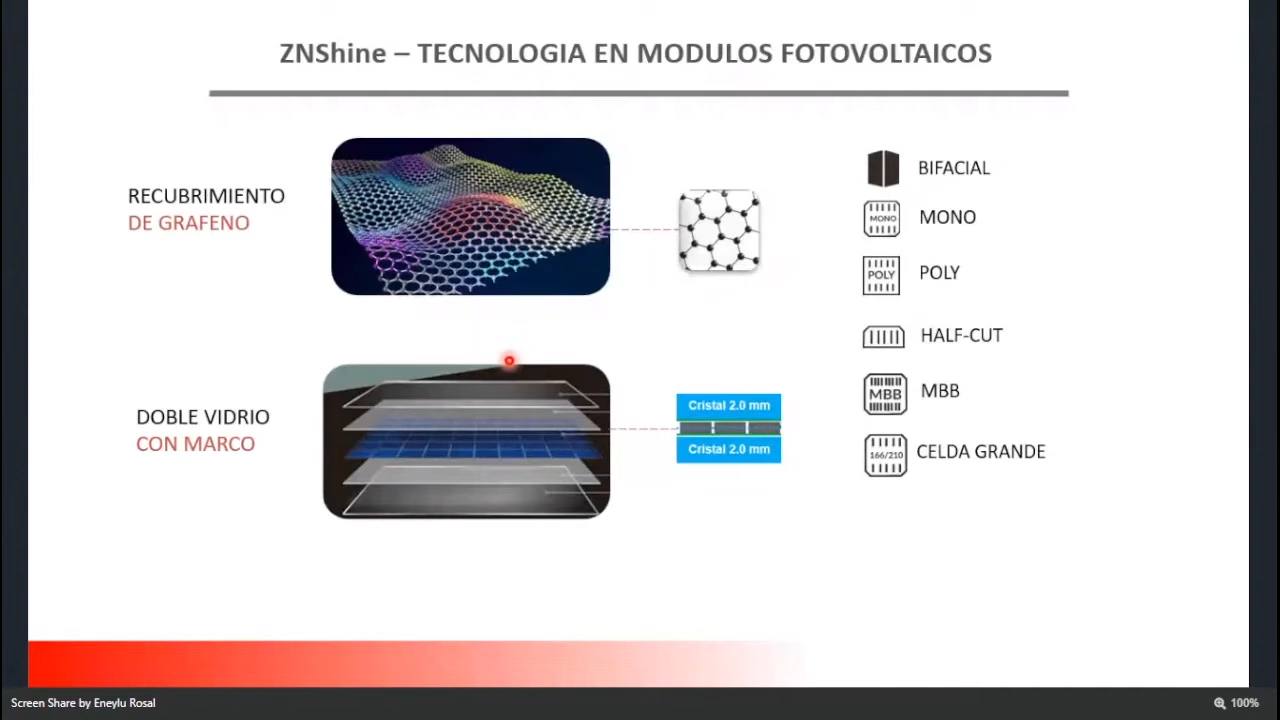 ZNShine – TECNOLOGIA EN MODULOS FOTOVOLTAICOS
RECUBRIMIENTO
DE GRAFENO
DOBLE VIDRIO
CON MARCO
Cristal 2.0 mm
Cristal 2.0 mm
BIFACIAL
MONO
MONO
POLY
POLY
HALF-CUT
MBB
MBB
166/210
CELDA GRANDE
Screen Share by Eneylu Rosal
100%